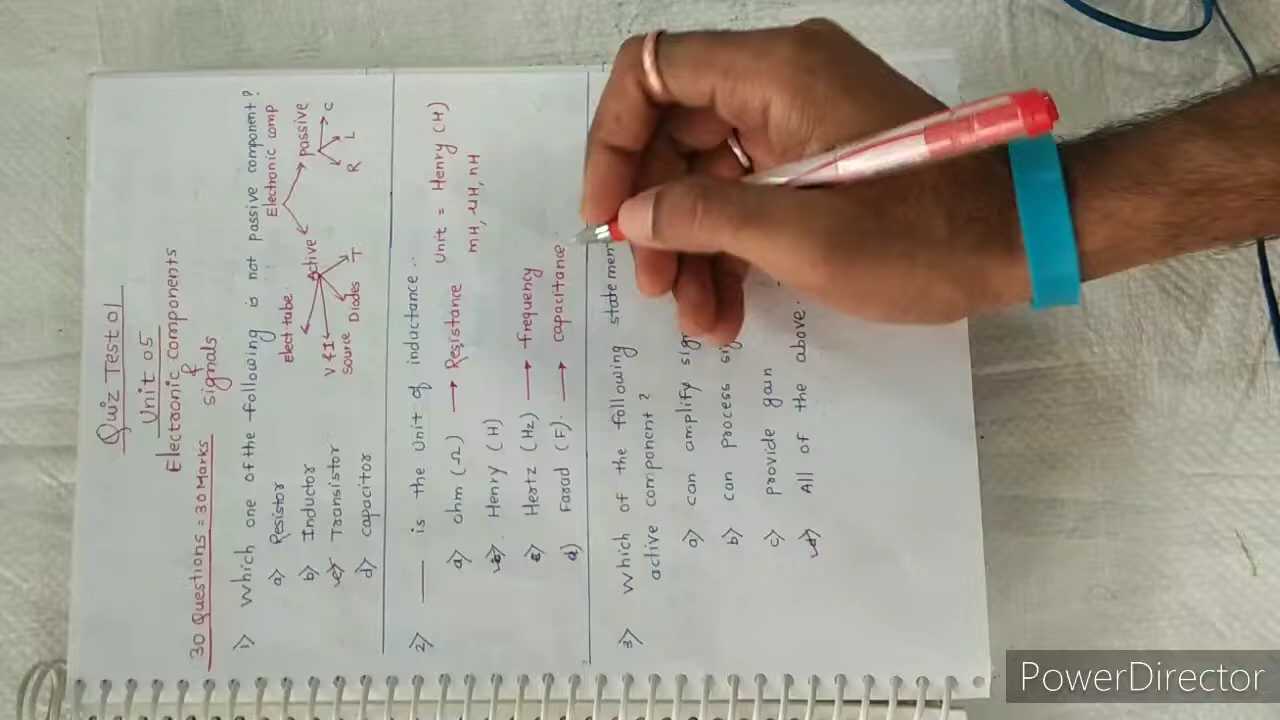 Quiz Test 01
Unit 05
Electronic Components
&
signals
30 Questions = 30 Marks
1) Which one of the following is not passive component?
a) Resistor
b) Inductor
c) Transistor
d) capacitor
Electronic comp
Active
passive
Elect tube
V & I source
Diodes
T
R L C
2) ___ is the Unit of inductance..
a) ohm (Ω) → Resistance
b) Henry (H)
c) Hertz (Hz) → frequency
d) Farad (F). → capacitance
Unit = Henry (H)
mH, μH, nH
3) Which of the following
active component?
a) can amplify
b) can process
c) provide gain
d) All of the above.
PowerDirector